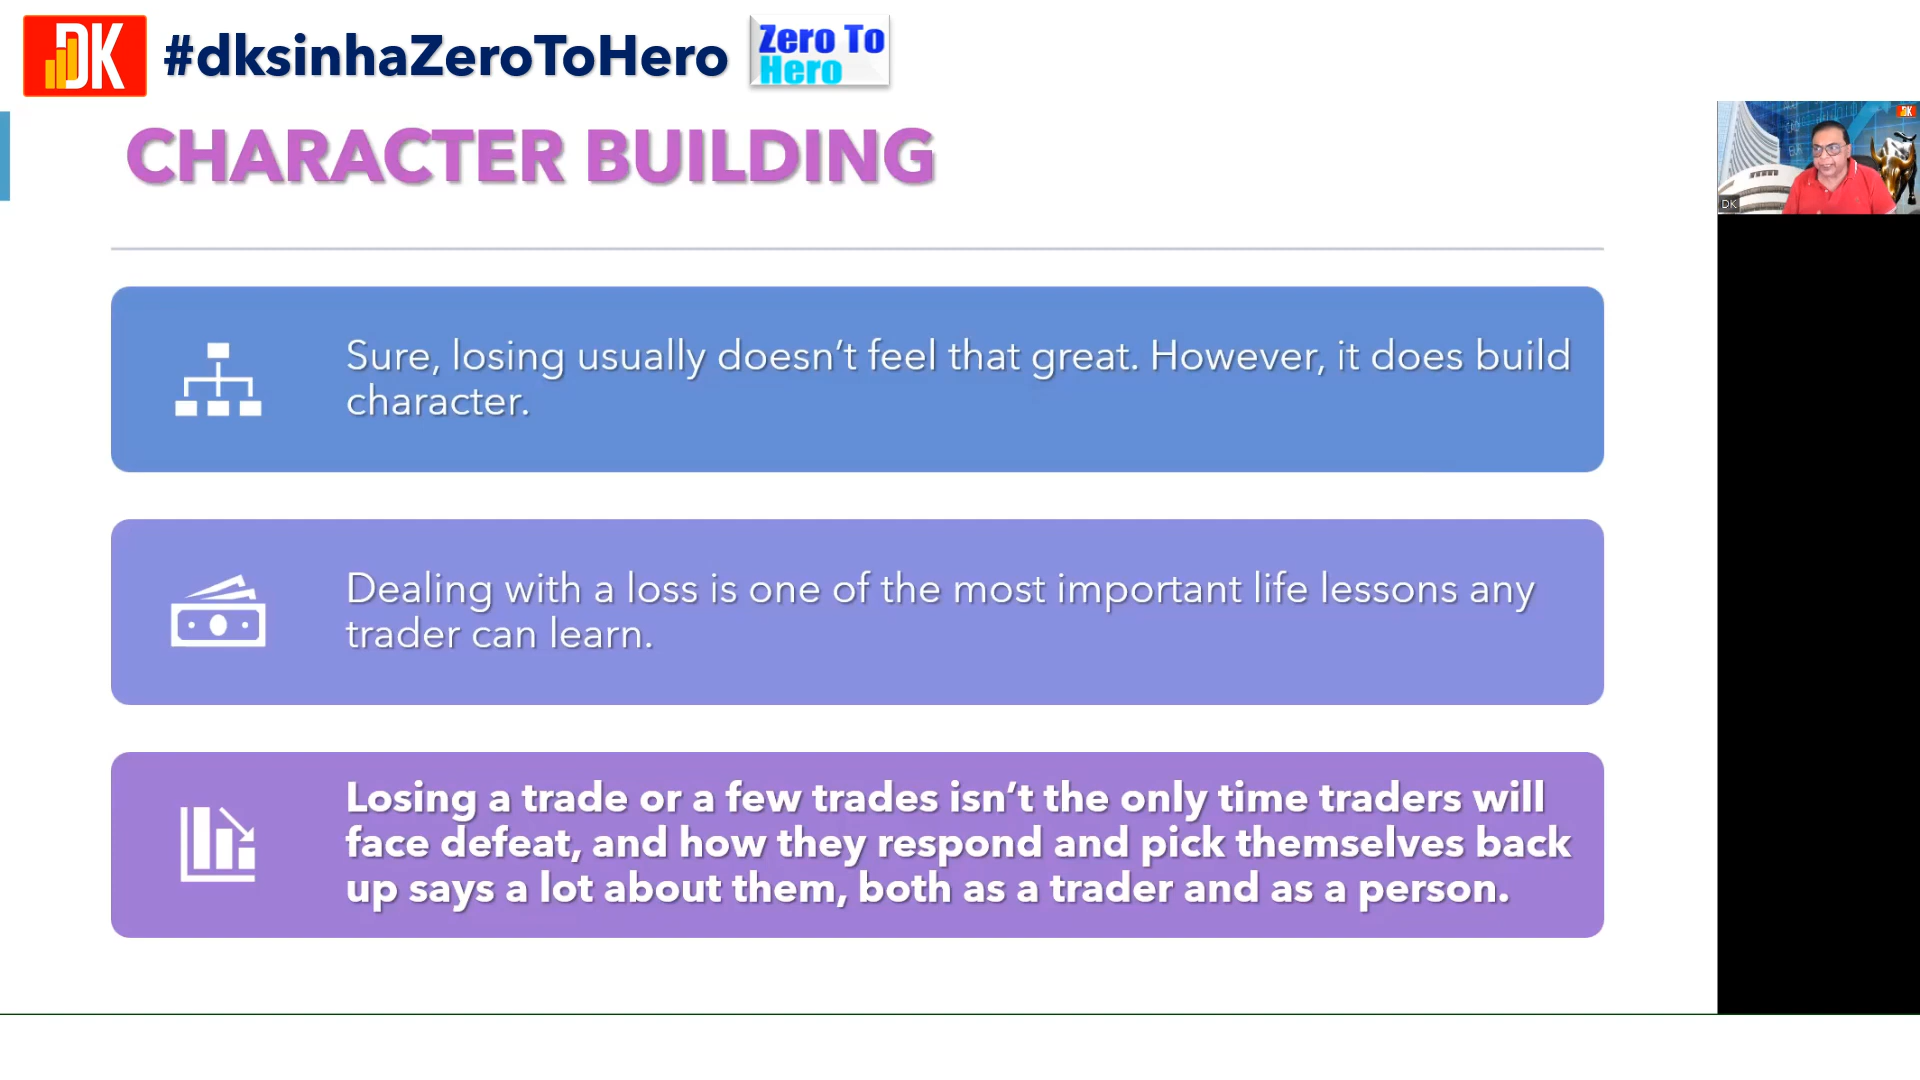 DK #dksinhaZeroToHero Zero To
Hero
CHARACTER BUILDING
DK
DK
Sure, losing usually doesn’t feel that great. However, it does build
character.
Dealing with a loss is one of the most important life lessons any
trader can learn.
Losing a trade or a few trades isn’t the only time traders will
face defeat, and how they respond and pick themselves back
up says a lot about them, both as a trader and as a person.